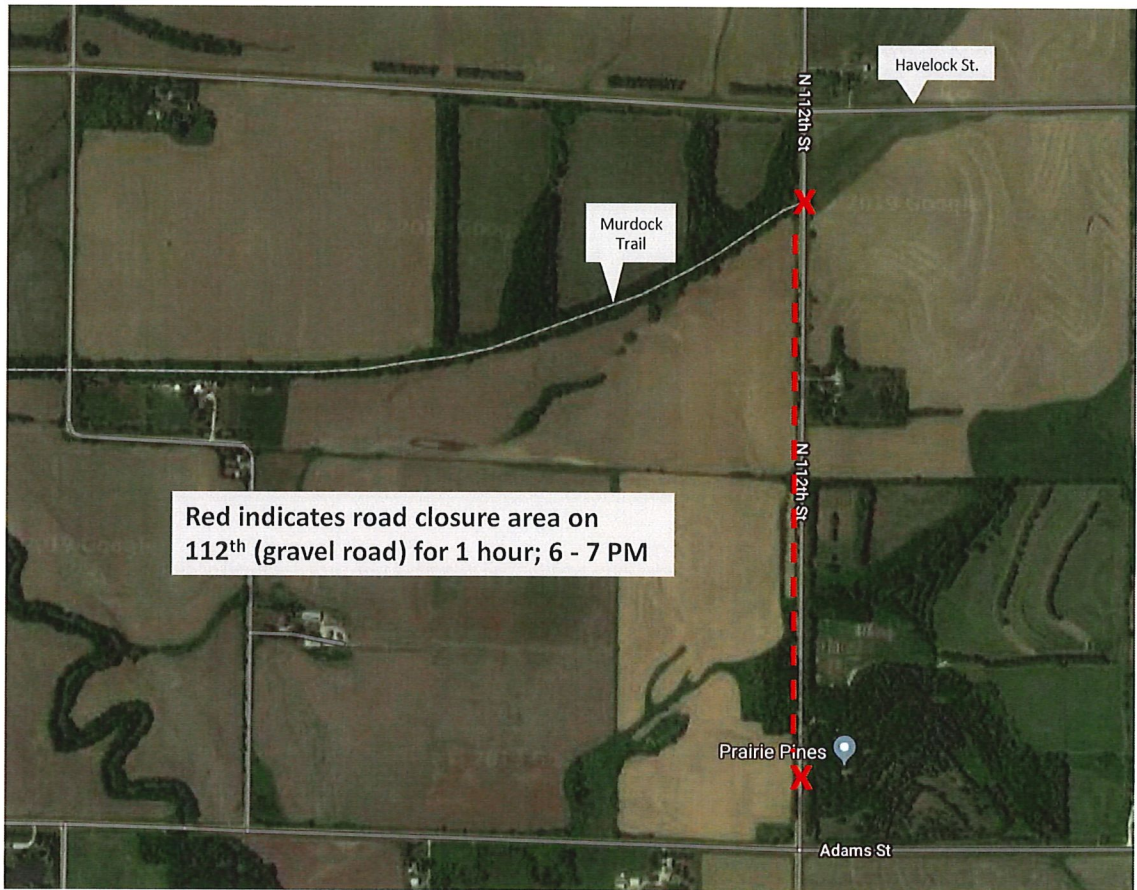 Havelock St.
N 112th St
Murdock
Trail
N 112th St
Red indicates road closure area on
112th (gravel road) for 1 hour; 6 - 7 PM
Prairie Pines
Adams St